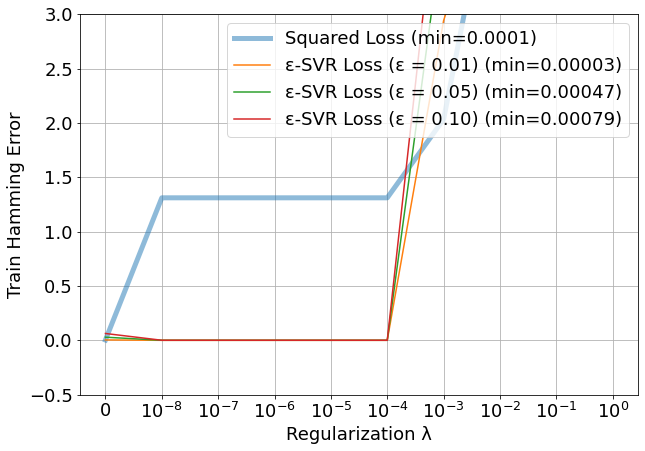 Squared Loss (min=0.0001)
ε-SVR Loss (ε = 0.01) (min=0.00003)
ε-SVR Loss (ε = 0.05) (min=0.00047)
ε-SVR Loss (ε = 0.10) (min=0.00079)
Train Hamming Error
3.0
2.5
2.0
1.5
1.0
0.5
0.0
−0.5
0 10⁻⁸ 10⁻⁷ 10⁻⁶ 10⁻⁵ 10⁻⁴ 10⁻³ 10⁻² 10⁻¹ 10⁰
Regularization λ